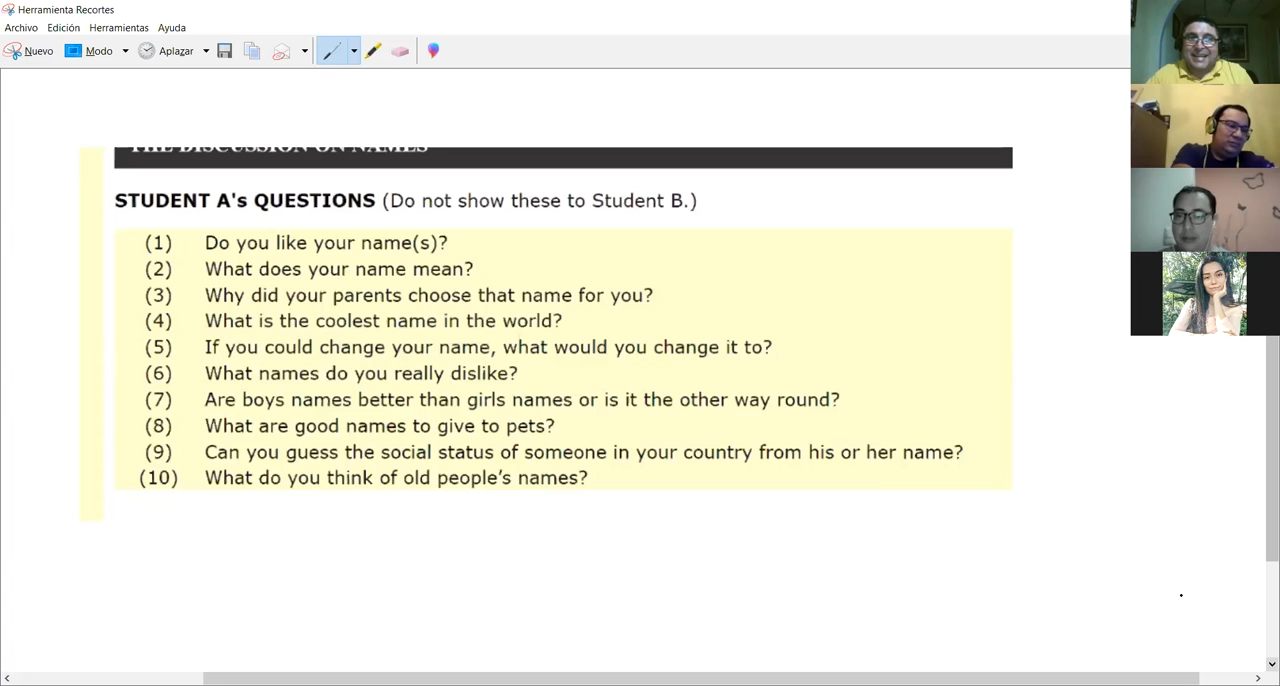 Herramienta Recortes
Archivo Edición Herramientas Ayuda
Nuevo Modo Aplazar
THE DISCUSSION ON NAMES
STUDENT A's QUESTIONS (Do not show these to Student B.)
(1) Do you like your name(s)?
(2) What does your name mean?
(3) Why did your parents choose that name for you?
(4) What is the coolest name in the world?
(5) If you could change your name, what would you change it to?
(6) What names do you really dislike?
(7) Are boys names better than girls names or is it the other way round?
(8) What are good names to give to pets?
(9) Can you guess the social status of someone in your country from his or her name?
(10) What do you think of old people's names?